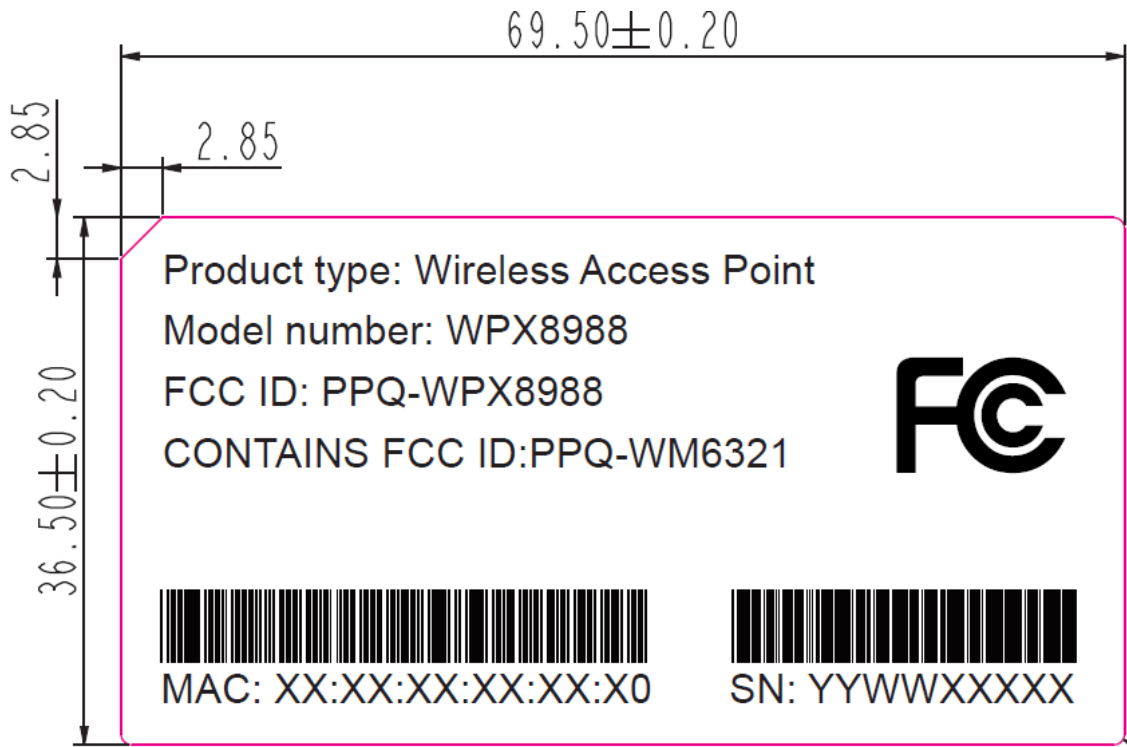 69.50±0.20
2.85
2.85
36.50±0.20
Product type: Wireless Access Point
Model number: WPX8988
FCC ID: PPQ-WPX8988
CONTAINS FCC ID:PPQ-WM6321
FC
MAC: XX:XX:XX:XX:XX:X0
SN: YYWWXXXXX